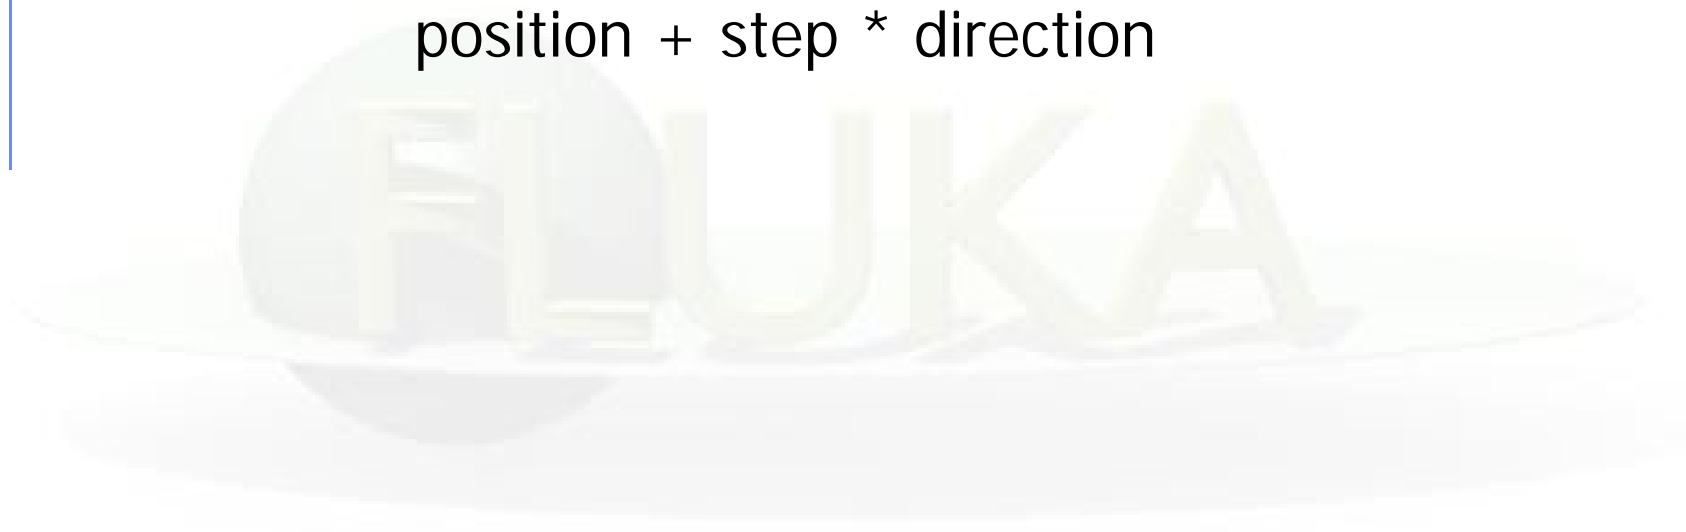 position + step * direction
FLUKA